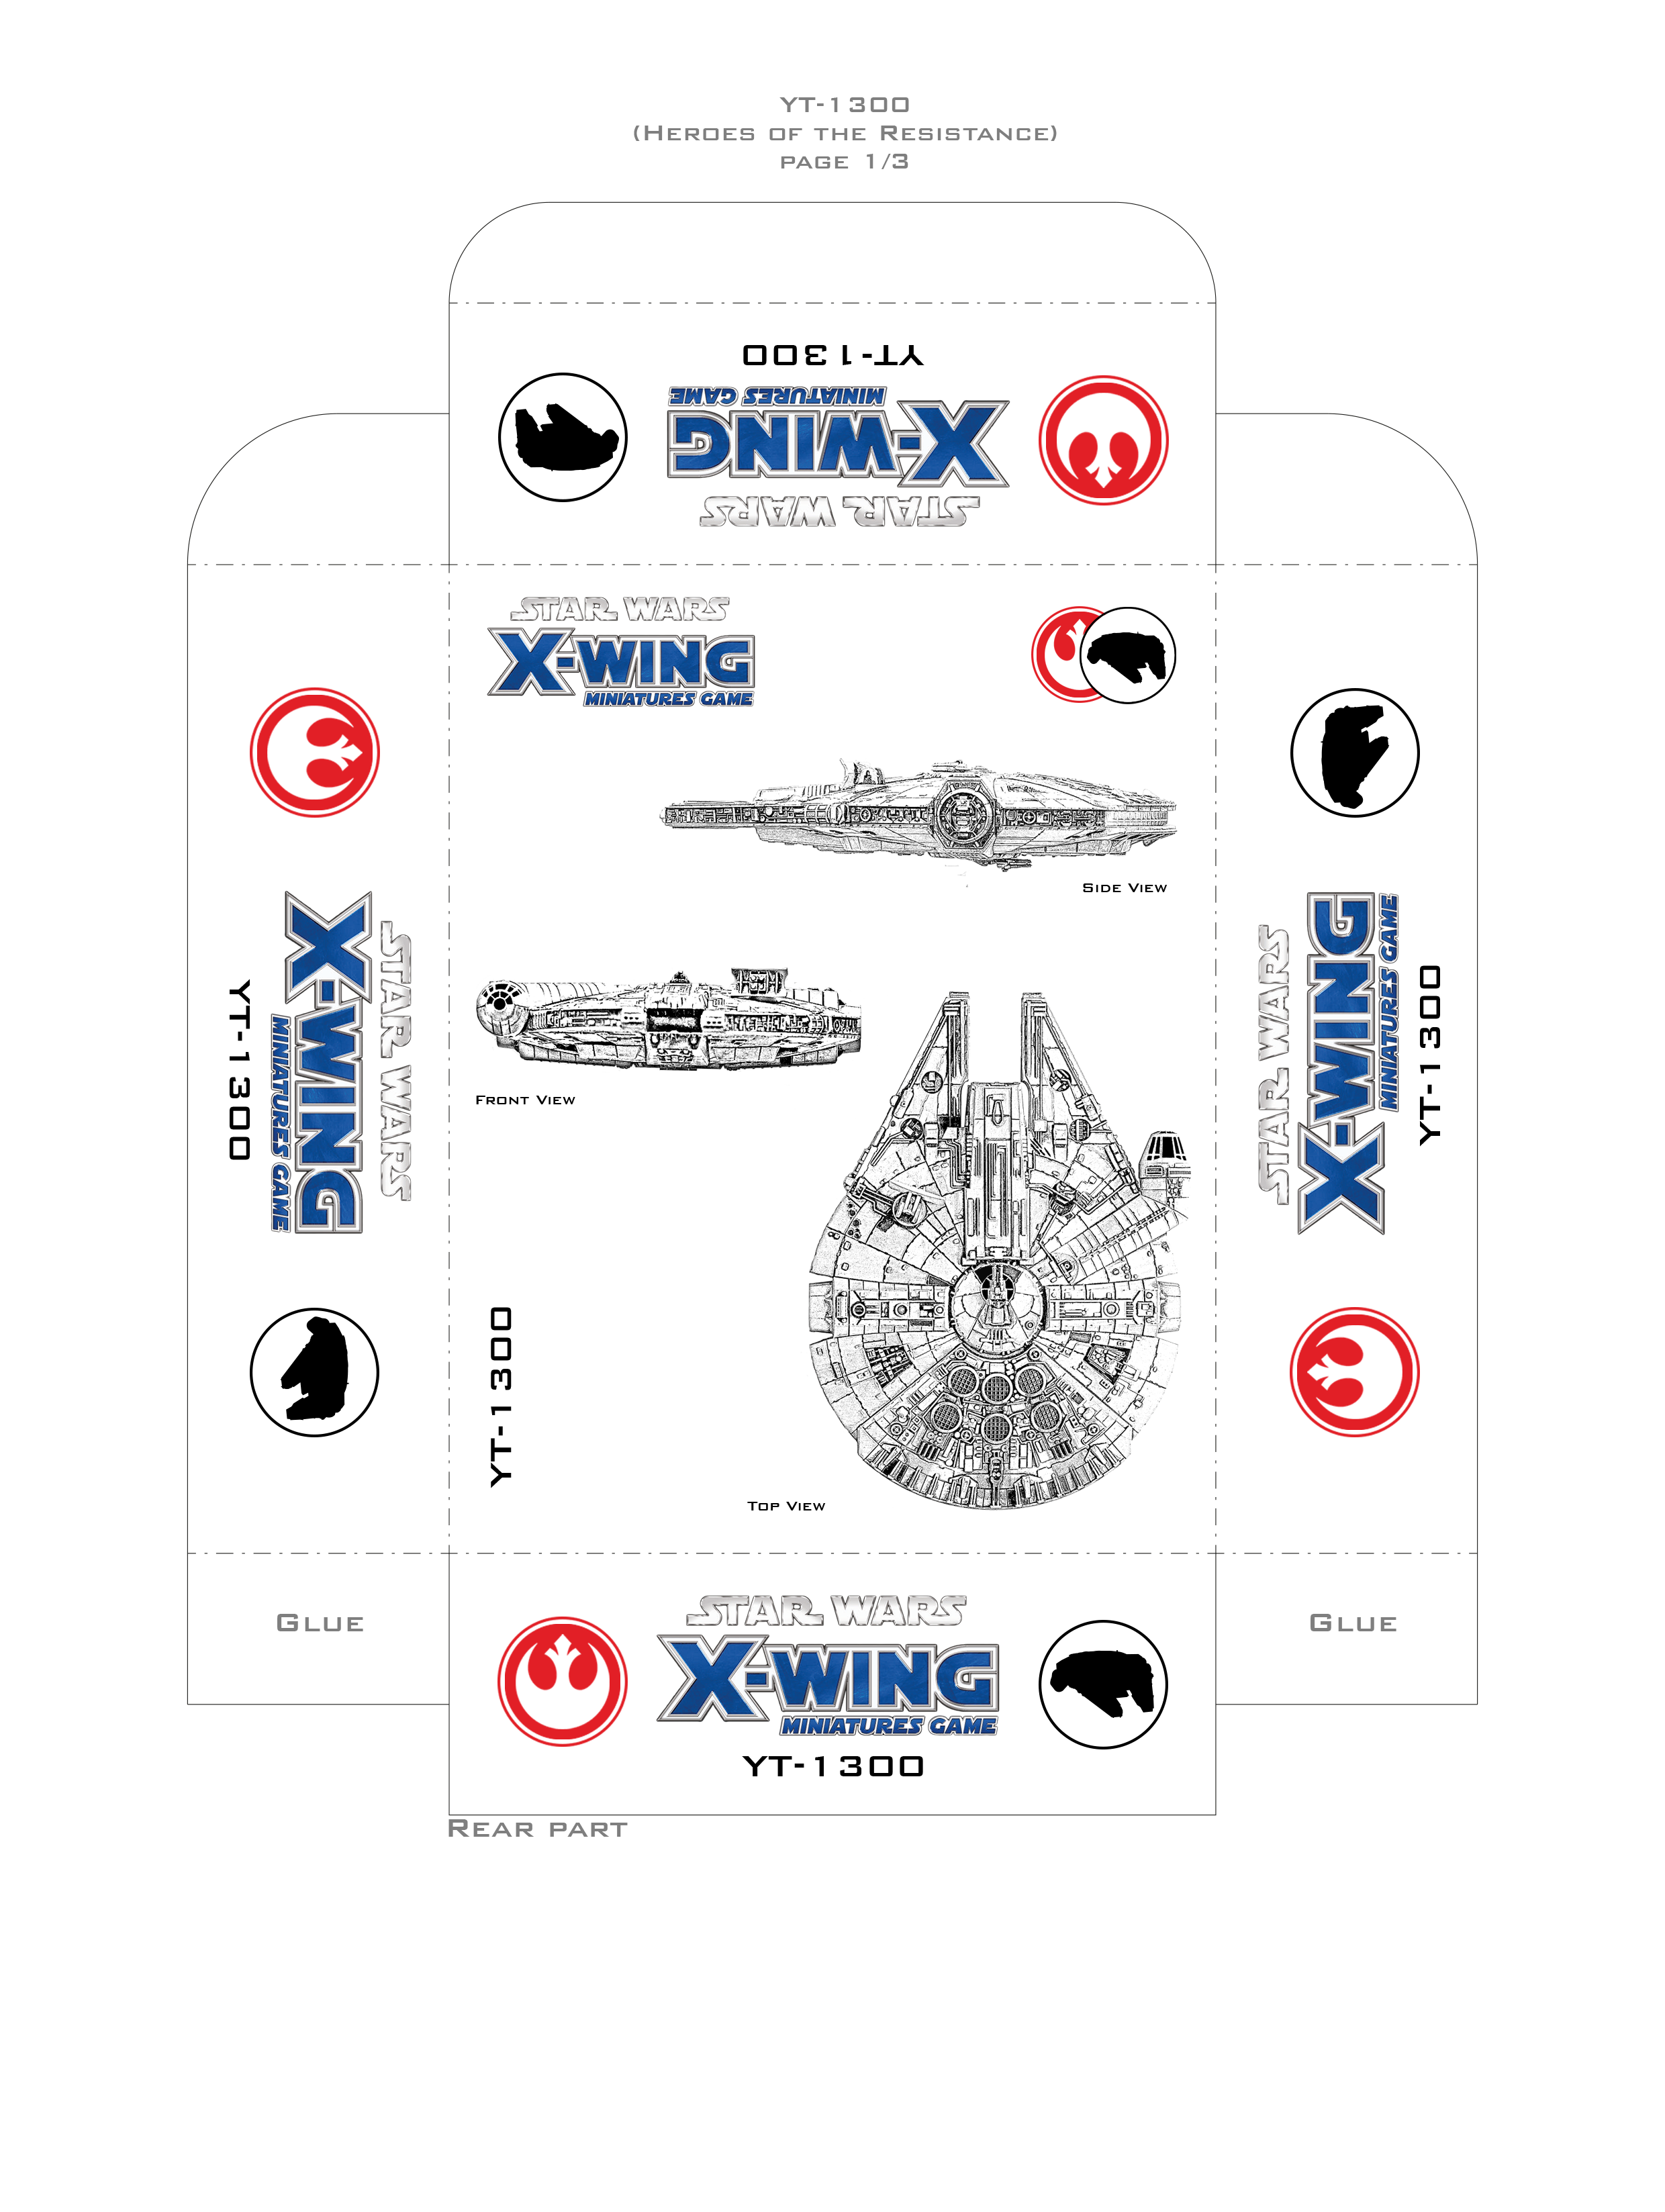 YT-1300
(Heroes of the Resistance)
page 1/3
YT-1300
MINIATURES GAME
X-WING
STAR WARS
STAR WARS
X-WING
MINIATURES GAME
Side View
Front View
Top View
YT-1300
STAR WARS
X-WING
MINIATURES GAME
YT-1300
STAR WARS
X-WING
MINIATURES GAME
YT-1300
Glue
STAR WARS
X-WING
MINIATURES GAME
YT-1300
Glue
Rear part